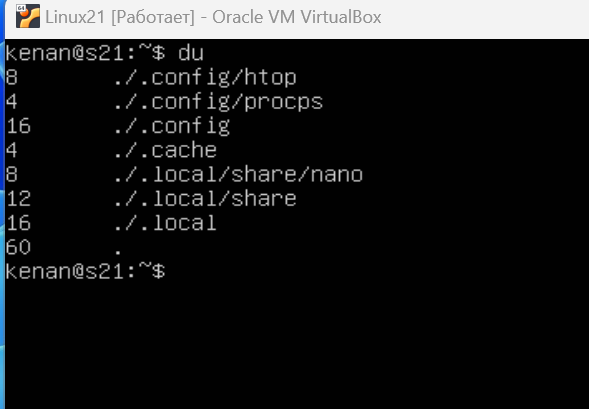 64
Linux21 [Работает] - Oracle VM VirtualBox
kenan@s21:~$ du
8 ./.config/htop
4 ./.config/procps
16 ./.config
4 ./.cache
8 ./.local/share/nano
12 ./.local/share
16 ./.local
60 .
kenan@s21:~$